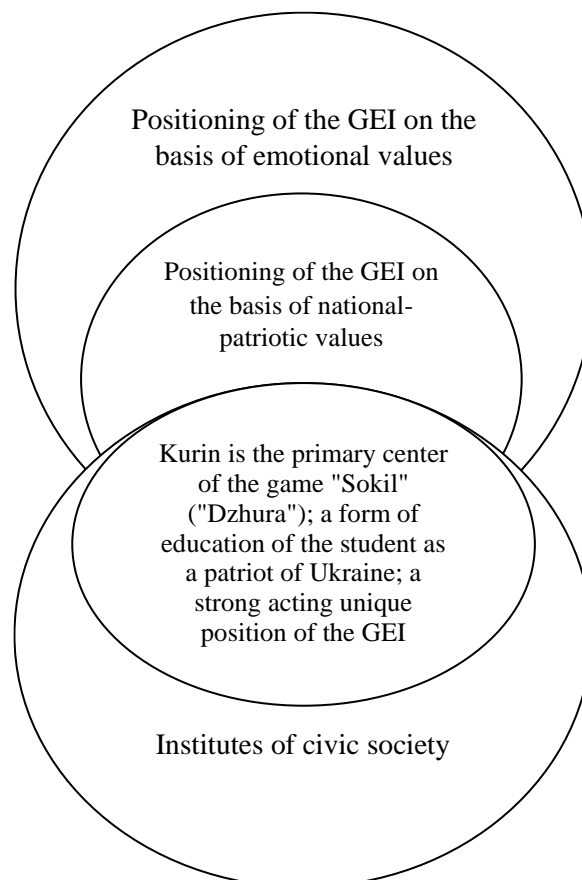 Positioning of the GEI on the
basis of emotional values
Positioning of the GEI on
the basis of national-
patriotic values
Kurin is the primary center
of the game "Sokil"
("Dzhura"); a form of
education of the student as
a patriot of Ukraine; a
strong acting unique
position of the GEI
Institutes of civic society